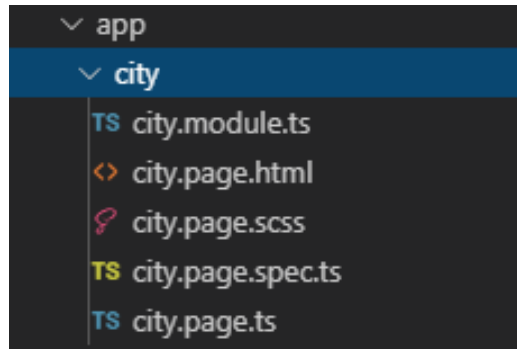 app
city
TS city.module.ts
<> city.page.html
city.page.scss
TS city.page.spec.ts
TS city.page.ts